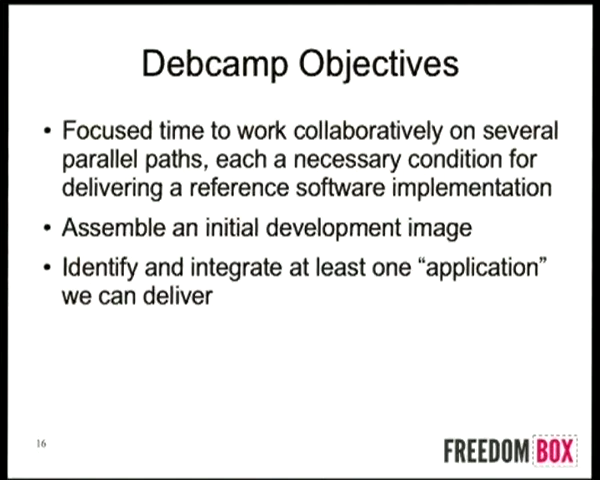 Debcamp Objectives
• Focused time to work collaboratively on several
parallel paths, each a necessary condition for
delivering a reference software implementation
• Assemble an initial development image
• Identify and integrate at least one “application”
we can deliver
16
FREEDOM BOX